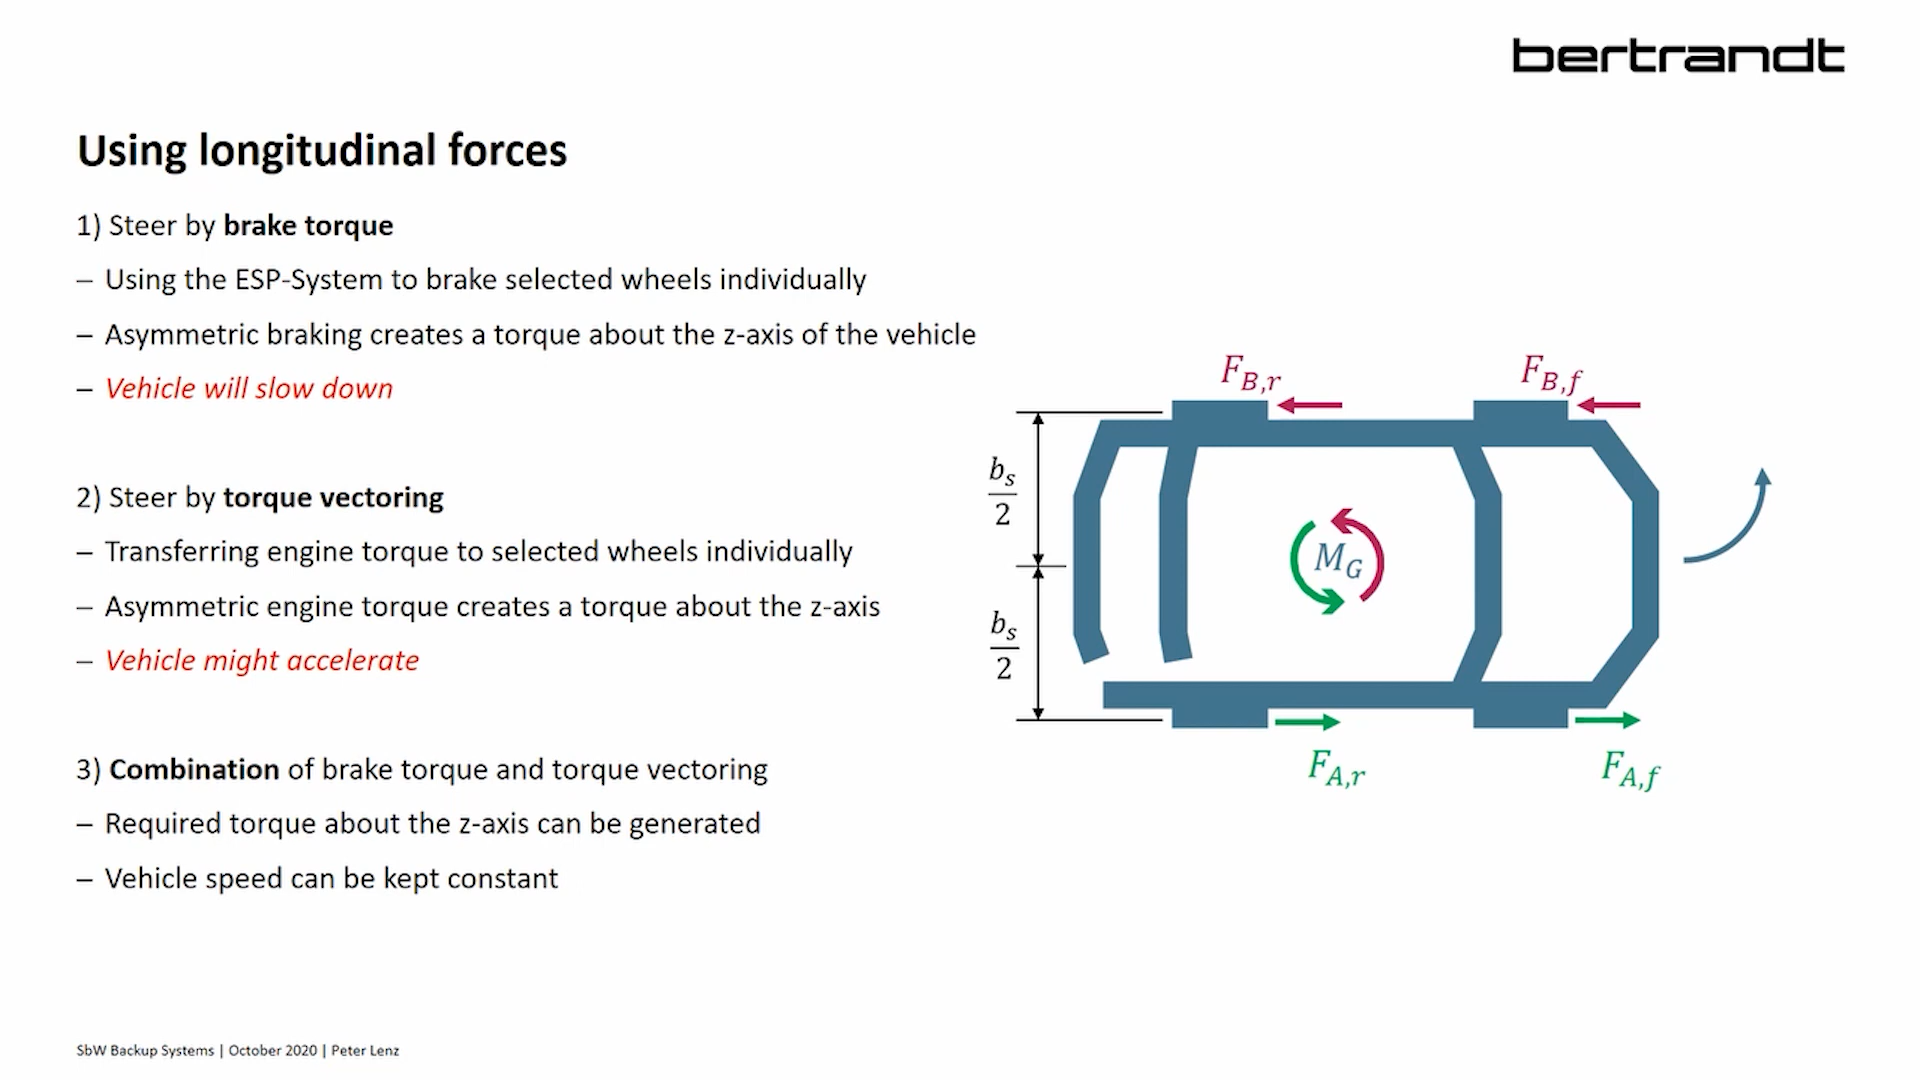 bertrandt
Using longitudinal forces
1) Steer by brake torque
– Using the ESP-System to brake selected wheels individually
– Asymmetric braking creates a torque about the z-axis of the vehicle
– Vehicle will slow down
2) Steer by torque vectoring
– Transferring engine torque to selected wheels individually
– Asymmetric engine torque creates a torque about the z-axis
– Vehicle might accelerate
3) Combination of brake torque and torque vectoring
– Required torque about the z-axis can be generated
– Vehicle speed can be kept constant
F_B,r
F_B,f
b_s
2
M_G
b_s
2
F_A,r
F_A,f
SbW Backup Systems | October 2020 | Peter Lenz